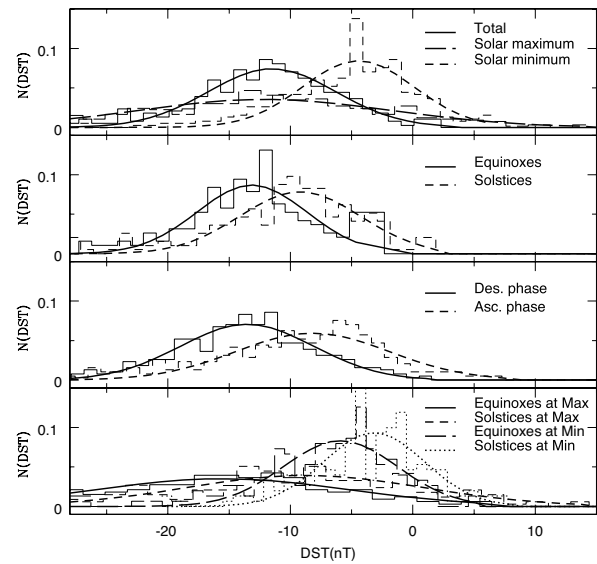 Total
Solar maximum
Solar minimum
0.1
0
N(DST)
Equinoxes
Solstices
0.1
0
N(DST)
Des. phase
Asc. phase
0.1
0
N(DST)
Equinoxes at Max
Solstices at Max
Equinoxes at Min
Solstices at Min
0.1
0
N(DST)
-20 -10 0 10
DST(nT)